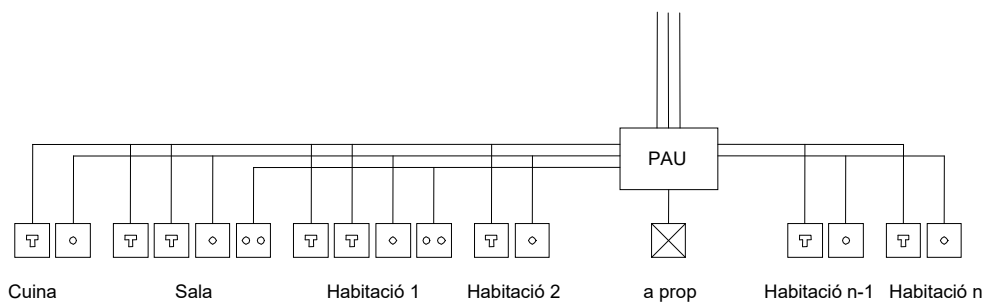 PAU
Cuina
Sala
Habitació 1
Habitació 2
a prop
Habitació n-1
Habitació n